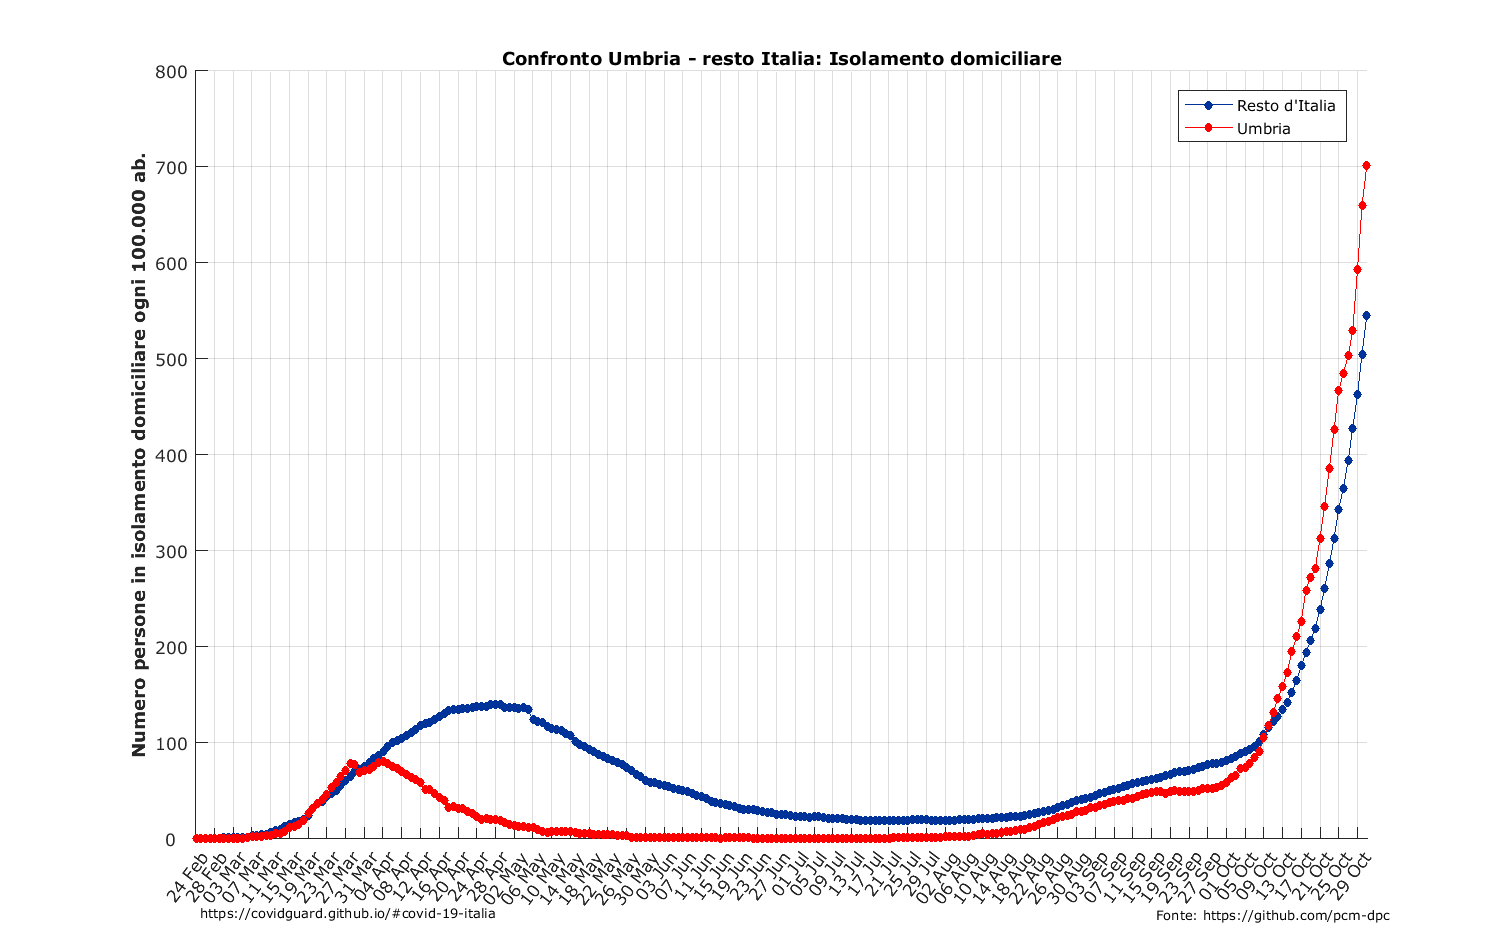 Confronto Umbria - resto Italia: Isolamento domiciliare
Resto d'Italia
Umbria
Numero persone in isolamento domiciliare ogni 100.000 ab.
800
700
600
500
400
300
200
100
0
24 Feb
28 Feb
03 Mar
07 Mar
11 Mar
15 Mar
19 Mar
23 Mar
27 Mar
31 Mar
04 Apr
08 Apr
12 Apr
16 Apr
20 Apr
24 Apr
28 Apr
02 May
06 May
10 May
14 May
18 May
22 May
26 May
30 May
03 Jun
07 Jun
11 Jun
15 Jun
19 Jun
23 Jun
27 Jun
01 Jul
05 Jul
09 Jul
13 Jul
17 Jul
21 Jul
25 Jul
29 Jul
02 Aug
06 Aug
10 Aug
14 Aug
18 Aug
22 Aug
26 Aug
30 Aug
03 Sep
07 Sep
11 Sep
15 Sep
19 Sep
23 Sep
27 Sep
01 Oct
05 Oct
09 Oct
13 Oct
17 Oct
21 Oct
25 Oct
29 Oct
https://covidguard.github.io/#covid-19-italia
Fonte: https://github.com/pcm-dpc